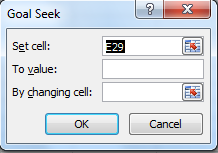 Goal Seek
Set cell: E29
To value:
By changing cell:
OK Cancel